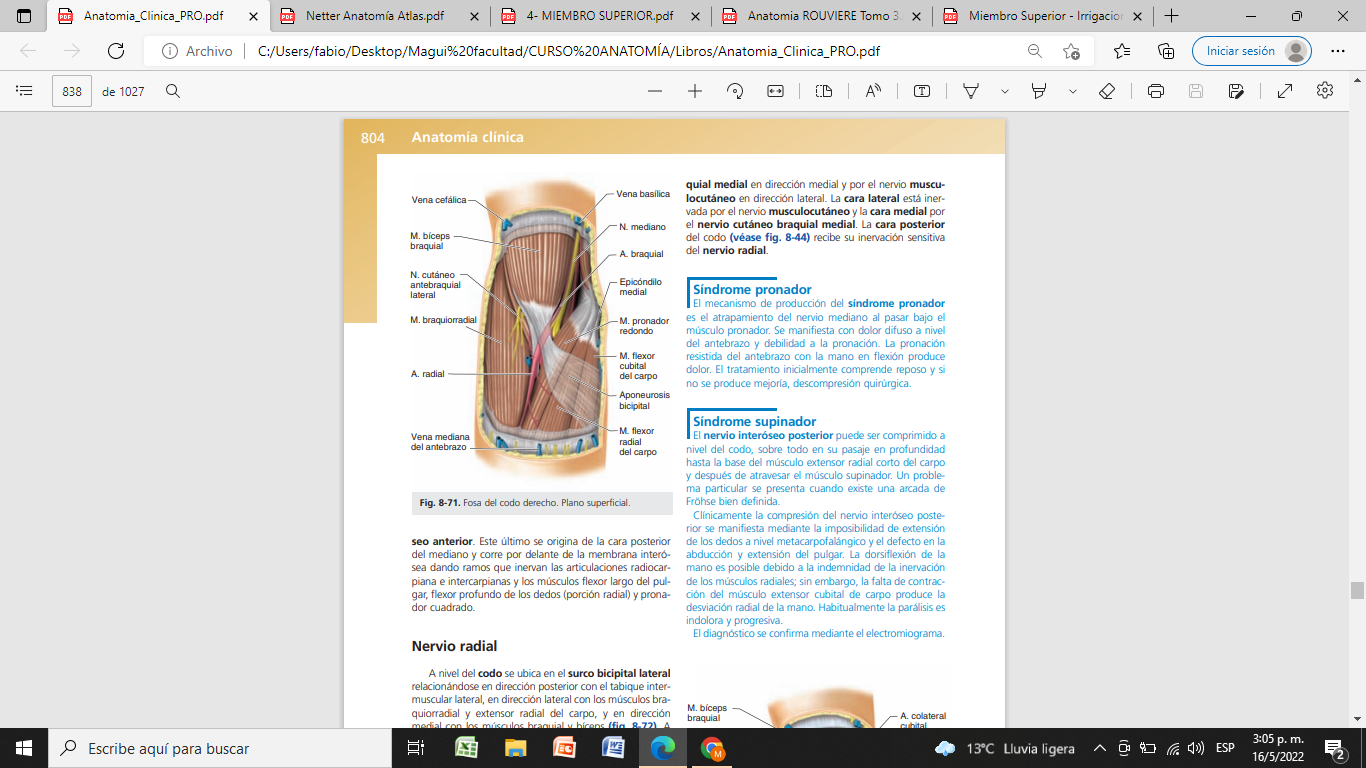 Anatomia_Clinica_PRO.pdf
Netter Anatomía Atlas.pdf
4- MIEMBRO SUPERIOR.pdf
Anatomia ROUVIERE Tomo 3.
Miembro Superior - Irrigacion
Archivo
C:/Users/fabio/Desktop/Magui%20facultad/CURSO%20ANATOMÍA/Libros/Anatomia_Clinica_PRO.pdf
Iniciar sesión
838 de 1027
804 Anatomía clínica
Vena cefálica
M. bíceps
braquial
N. cutáneo
antebraquial
lateral
M. braquiorradial
A. radial
Vena mediana
del antebrazo
Vena basílica
N. mediano
A. braquial
Epicóndilo
medial
M. pronador
redondo
M. flexor
cubital
del carpo
Aponeurosis
bicipital
M. flexor
radial
del carpo
Fig. 8-71. Fosa del codo derecho. Plano superficial.
seo anterior. Este último se origina de la cara posterior
del mediano y corre por delante de la membrana interó-
sea dando ramos que inervan las articulaciones radiocar-
piana e intercarpianas y los músculos flexor largo del pul-
gar, flexor profundo de los dedos (porción radial) y prona-
dor cuadrado.
Nervio radial
A nivel del codo se ubica en el surco bicipital lateral
relacionándose en dirección posterior con el tabique inter-
muscular lateral, en dirección lateral con los músculos bra-
quiorradial y extensor radial del carpo, y en dirección
medial con los músculos braquial y bíceps (fig. 8-72). A
quial medial en dirección medial y por el nervio muscu-
locutáneo en dirección lateral. La cara lateral está iner-
vada por el nervio musculocutáneo y la cara medial por
el nervio cutáneo braquial medial. La cara posterior
del codo (véase fig. 8-44) recibe su inervación sensitiva
del nervio radial.
Síndrome pronador
El mecanismo de producción del síndrome pronador
es el atrapamiento del nervio mediano al pasar bajo el
músculo pronador. Se manifiesta con dolor difuso a nivel
del antebrazo y debilidad a la pronación. La pronación
resistida del antebrazo con la mano en flexión produce
dolor. El tratamiento inicialmente comprende reposo y si
no se produce mejoría, descompresión quirúrgica.
Síndrome supinador
El nervio interóseo posterior puede ser comprimido a
nivel del codo, sobre todo en su pasaje en profundidad
hasta la base del músculo extensor radial corto del carpo
y después de atravesar el músculo supinador. Un proble-
ma particular se presenta cuando existe una arcada de
Fröhse bien definida.
Clínicamente la compresión del nervio interóseo poste-
rior se manifiesta mediante la imposibilidad de extensión
de los dedos a nivel metacarpofalángico y el defecto en la
abducción y extensión del pulgar. La dorsiflexión de la
mano es posible debido a la indemnidad de la inervación
de los músculos radiales; sin embargo, la falta de contrac-
ción del músculo extensor cubital de carpo produce la
desviación radial de la mano. Habitualmente la parálisis es
indolora y progresiva.
El diagnóstico se confirma mediante el electromiograma.
M. bíceps
braquial
A. colateral
cubital
Escribe aquí para buscar
13°C Lluvia ligera
ESP
3:05 p. m.
16/5/2022
2